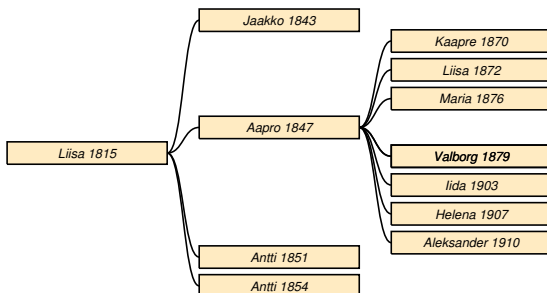 Liisa 1815
Jaakko 1843
Aapro 1847
Antti 1851
Antti 1854
Kaapre 1870
Liisa 1872
Maria 1876
Valborg 1879
Iida 1903
Helena 1907
Aleksander 1910